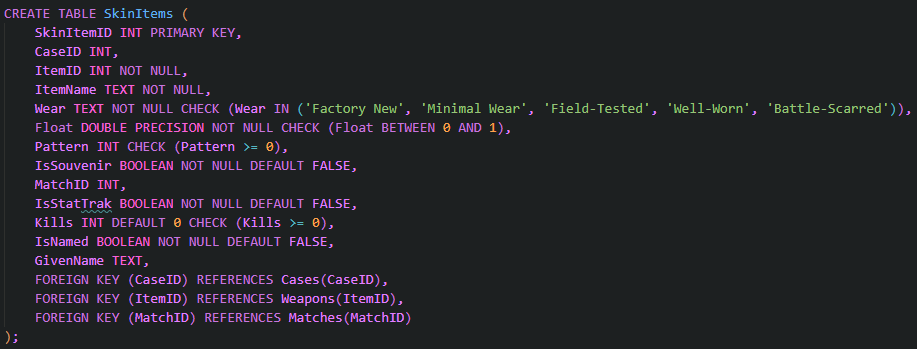 CREATE TABLE SkinItems (
    SkinItemID INT PRIMARY KEY,
    CaseID INT,
    ItemID INT NOT NULL,
    ItemName TEXT NOT NULL,
    Wear TEXT NOT NULL CHECK (Wear IN ('Factory New', 'Minimal Wear', 'Field-Tested', 'Well-Worn', 'Battle-Scarred')),
    Float DOUBLE PRECISION NOT NULL CHECK (Float BETWEEN 0 AND 1),
    Pattern INT CHECK (Pattern >= 0),
    IsSouvenir BOOLEAN NOT NULL DEFAULT FALSE,
    MatchID INT,
    IsStatTrak BOOLEAN NOT NULL DEFAULT FALSE,
    Kills INT DEFAULT 0 CHECK (Kills >= 0),
    IsNamed BOOLEAN NOT NULL DEFAULT FALSE,
    GivenName TEXT,
    FOREIGN KEY (CaseID) REFERENCES Cases(CaseID),
    FOREIGN KEY (ItemID) REFERENCES Weapons(ItemID),
    FOREIGN KEY (MatchID) REFERENCES Matches(MatchID)
);